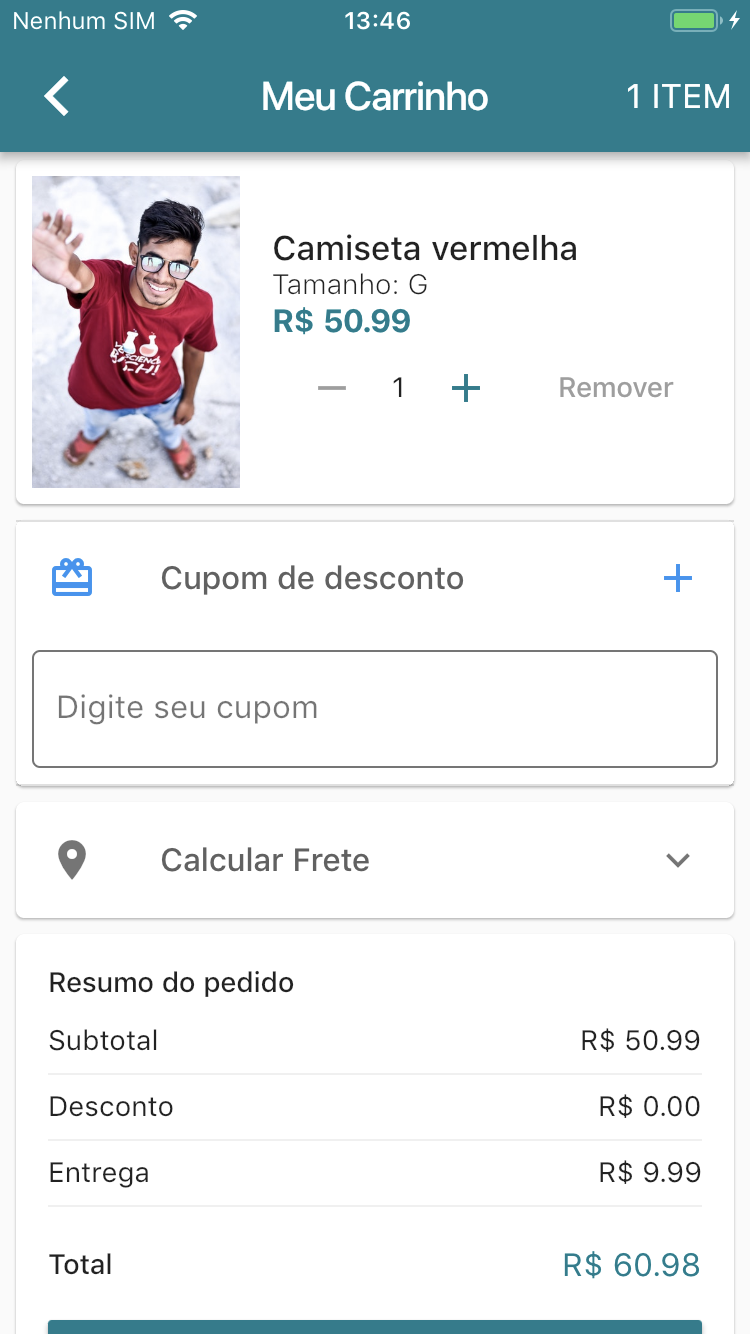 Nenhum SIM 13:46
Meu Carrinho 1 ITEM
Camiseta vermelha
Tamanho: G
R$ 50.99
1 Remover
Cupom de desconto
Digite seu cupom
Calcular Frete
Resumo do pedido
Subtotal R$ 50.99
Desconto R$ 0.00
Entrega R$ 9.99
Total R$ 60.98